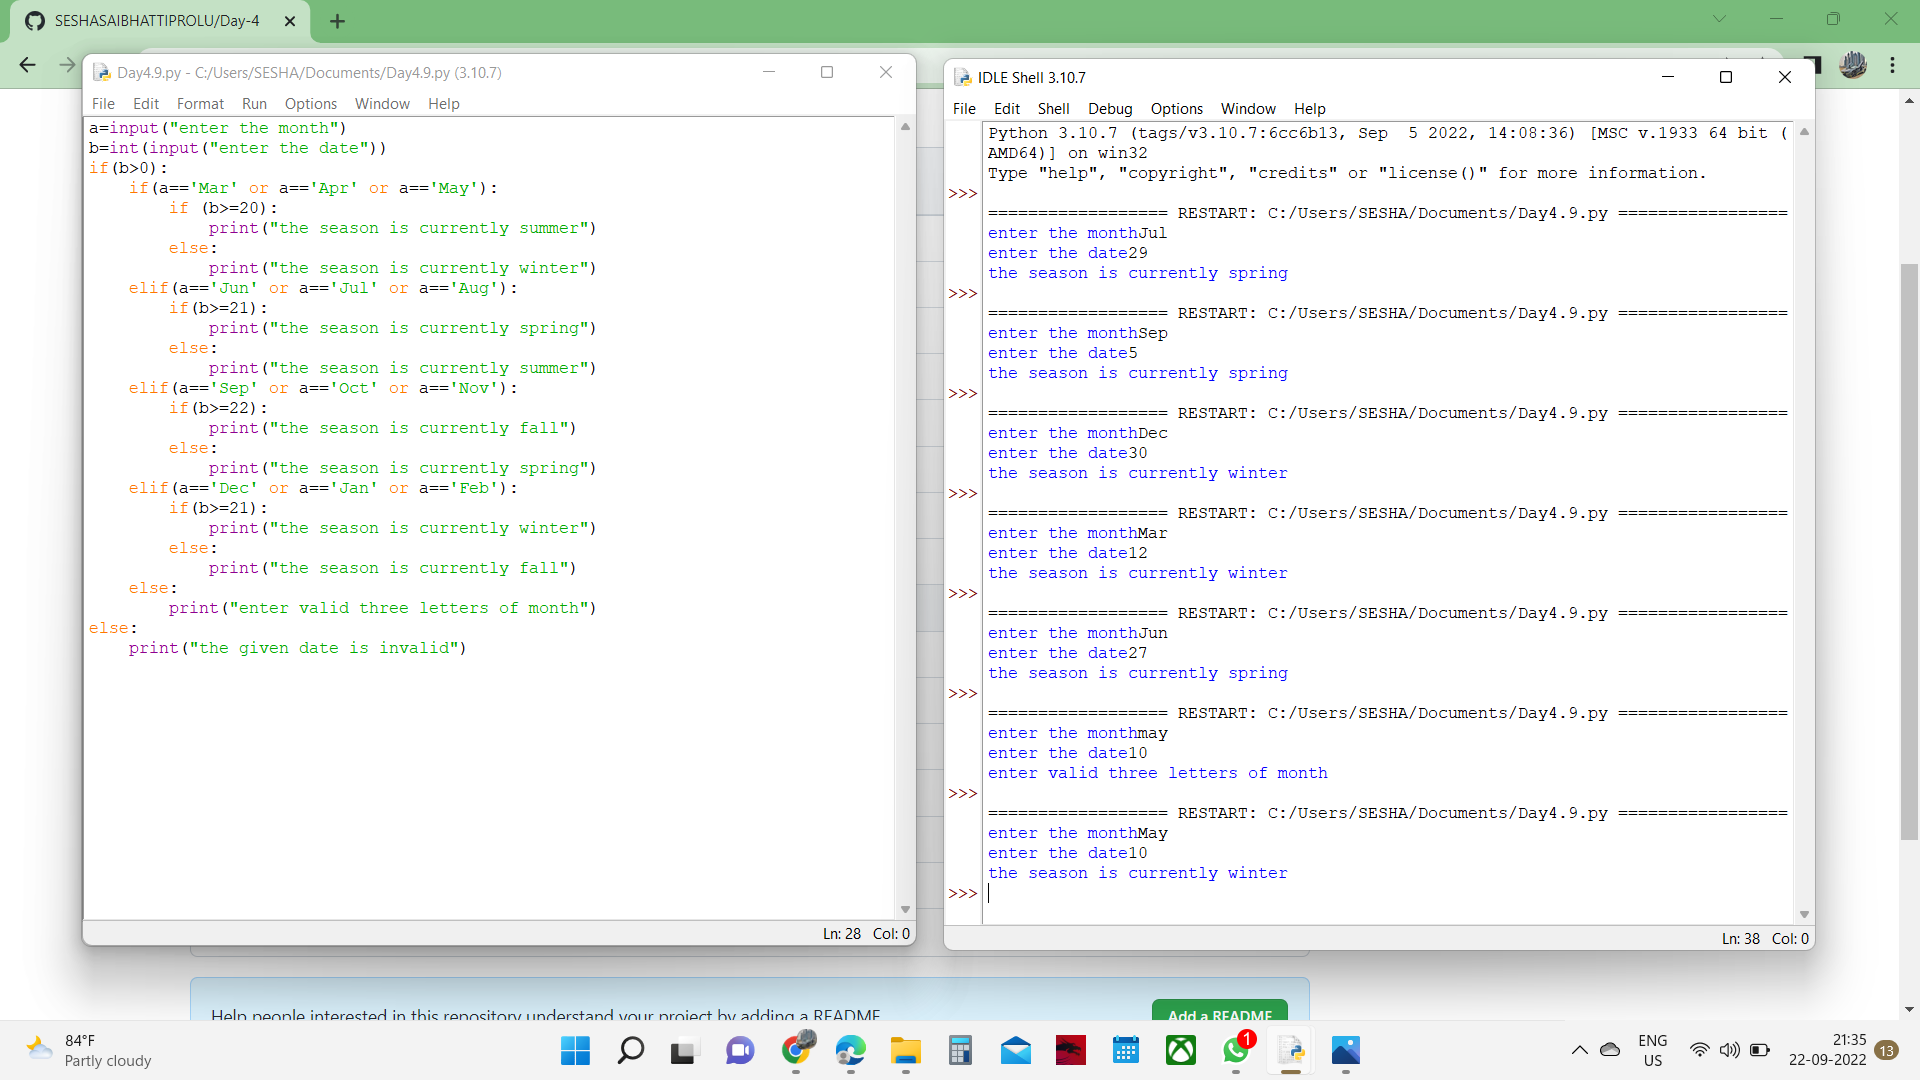 SESHASAIBHATTIPROLU/Day-4
Day4.9.py - C:/Users/SESHA/Documents/Day4.9.py (3.10.7)
File Edit Format Run Options Window Help
a=input("enter the month")
b=int(input("enter the date"))
if(b>0):
    if(a=='Mar' or a=='Apr' or a=='May'):
        if (b>=20):
            print("the season is currently summer")
        else:
            print("the season is currently winter")
    elif(a=='Jun' or a=='Jul' or a=='Aug'):
        if(b>=21):
            print("the season is currently spring")
        else:
            print("the season is currently summer")
    elif(a=='Sep' or a=='Oct' or a=='Nov'):
        if(b>=22):
            print("the season is currently fall")
        else:
            print("the season is currently spring")
    elif(a=='Dec' or a=='Jan' or a=='Feb'):
        if(b>=21):
            print("the season is currently winter")
        else:
            print("the season is currently fall")
    else:
        print("enter valid three letters of month")
else:
    print("the given date is invalid")
Ln: 28 Col: 0
IDLE Shell 3.10.7
File Edit Shell Debug Options Window Help
Python 3.10.7 (tags/v3.10.7:6cc6b13, Sep  5 2022, 14:08:36) [MSC v.1933 64 bit (
AMD64)] on win32
Type "help", "copyright", "credits" or "license()" for more information.
>>>
================== RESTART: C:/Users/SESHA/Documents/Day4.9.py =================
enter the monthJul
enter the date29
the season is currently spring
>>>
================== RESTART: C:/Users/SESHA/Documents/Day4.9.py =================
enter the monthSep
enter the date5
the season is currently spring
>>>
================== RESTART: C:/Users/SESHA/Documents/Day4.9.py =================
enter the monthDec
enter the date30
the season is currently winter
>>>
================== RESTART: C:/Users/SESHA/Documents/Day4.9.py =================
enter the monthMar
enter the date12
the season is currently winter
>>>
================== RESTART: C:/Users/SESHA/Documents/Day4.9.py =================
enter the monthJun
enter the date27
the season is currently spring
>>>
================== RESTART: C:/Users/SESHA/Documents/Day4.9.py =================
enter the monthmay
enter the date10
enter valid three letters of month
>>>
================== RESTART: C:/Users/SESHA/Documents/Day4.9.py =================
enter the monthMay
enter the date10
the season is currently winter
>>>
Ln: 38 Col: 0
Help people interested in this repository understand your project by adding a README.
Add a README
84°F
Partly cloudy
1
ENG
US
21:35
22-09-2022
13